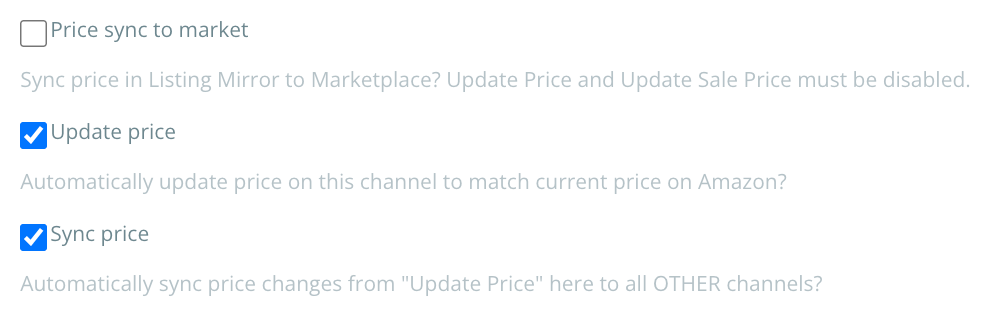 Price sync to market
Sync price in Listing Mirror to Marketplace? Update Price and Update Sale Price must be disabled.
Update price
Automatically update price on this channel to match current price on Amazon?
Sync price
Automatically sync price changes from "Update Price" here to all OTHER channels?